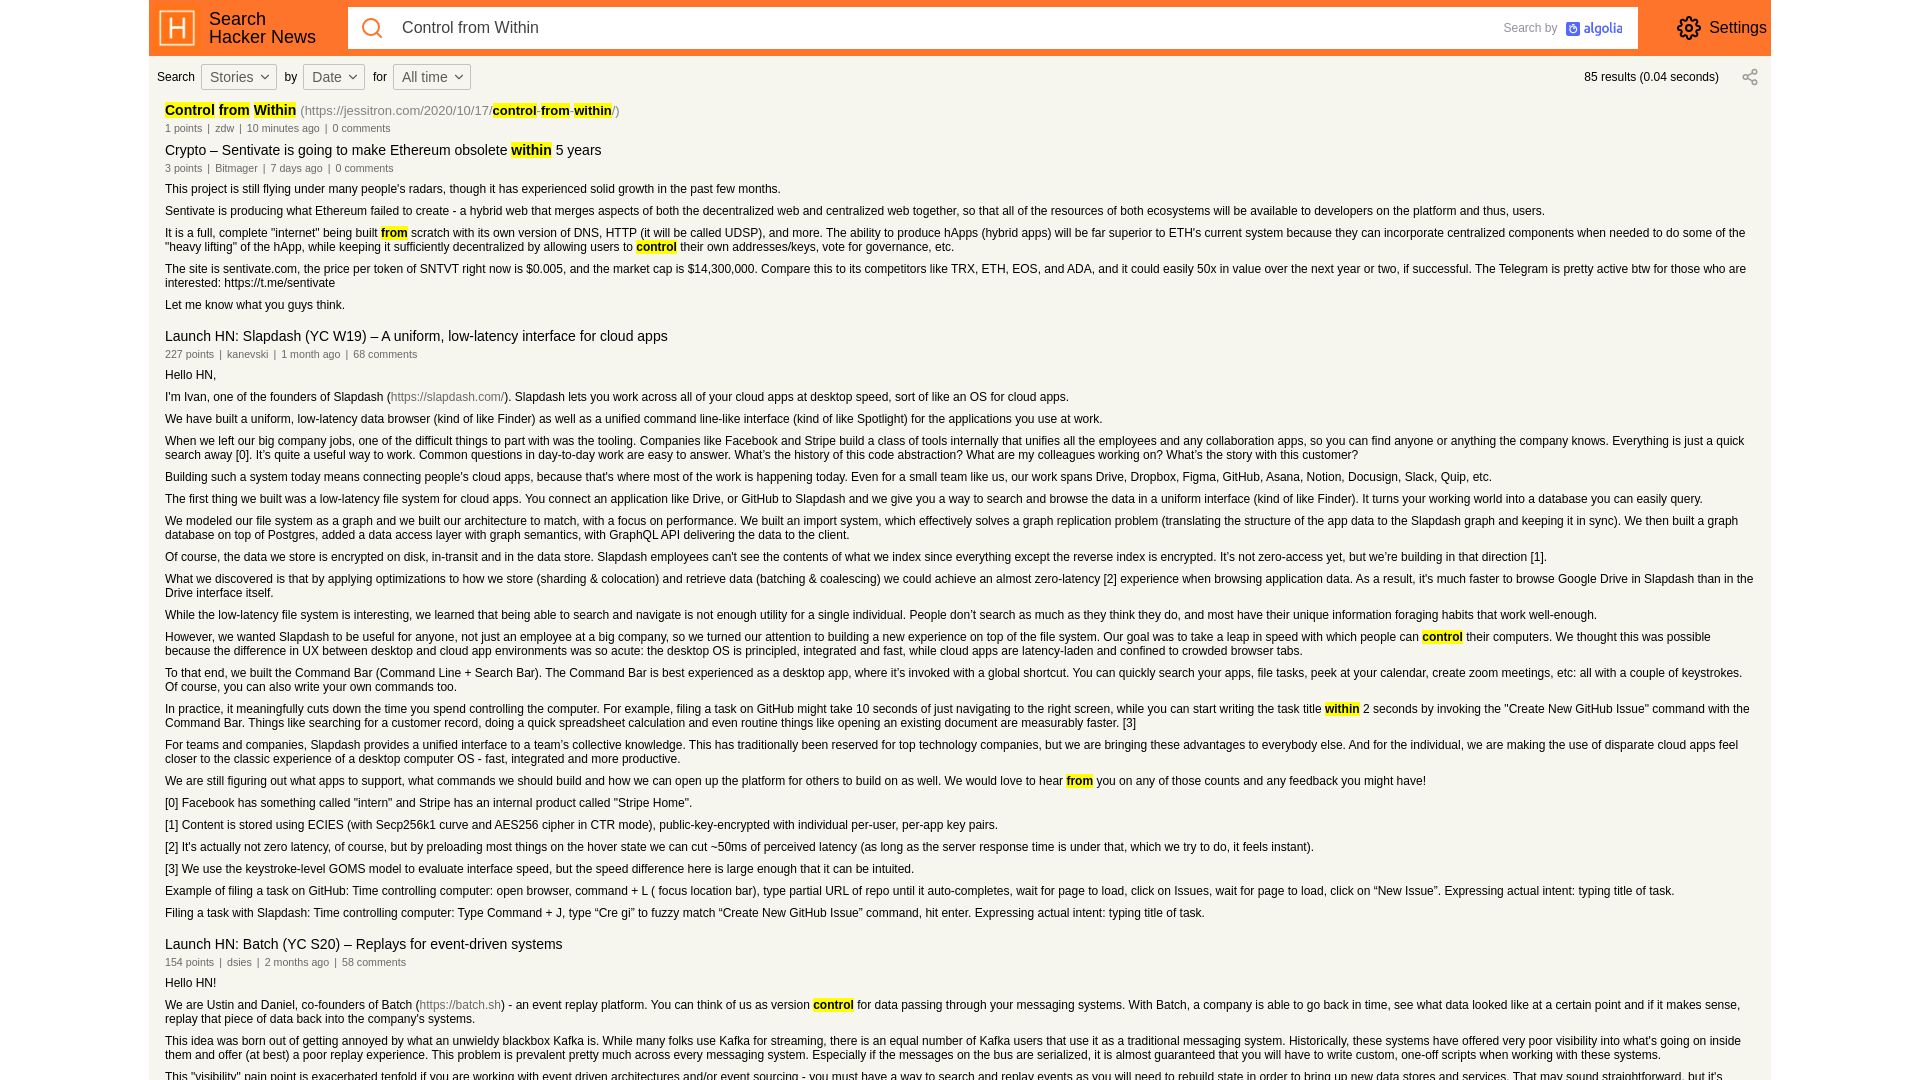 Search
Hacker News
Control from Within
Search by algolia
Settings
Search Stories by Date for All time
85 results (0.04 seconds)
Control from Within (https://jessitron.com/2020/10/17/control-from-within/)
1 points | zdw | 10 minutes ago | 0 comments
Crypto – Sentivate is going to make Ethereum obsolete within 5 years
3 points | Bitmager | 7 days ago | 0 comments
This project is still flying under many people's radars, though it has experienced solid growth in the past few months.
Sentivate is producing what Ethereum failed to create - a hybrid web that merges aspects of both the decentralized web and centralized web together, so that all of the resources of both ecosystems will be available to developers on the platform and thus, users.
It is a full, complete "internet" being built from scratch with its own version of DNS, HTTP (it will be called UDSP), and more. The ability to produce hApps (hybrid apps) will be far superior to ETH's current system because they can incorporate centralized components when needed to do some of the
"heavy lifting" of the hApp, while keeping it sufficiently decentralized by allowing users to control their own addresses/keys, vote for governance, etc.
The site is sentivate.com, the price per token of SNTVT right now is $0.005, and the market cap is $14,300,000. Compare this to its competitors like TRX, ETH, EOS, and ADA, and it could easily 50x in value over the next year or two, if successful. The Telegram is pretty active btw for those who are
interested: https://t.me/sentivate
Let me know what you guys think.
Launch HN: Slapdash (YC W19) – A uniform, low-latency interface for cloud apps
227 points | kanevski | 1 month ago | 68 comments
Hello HN,
I'm Ivan, one of the founders of Slapdash (https://slapdash.com/). Slapdash lets you work across all of your cloud apps at desktop speed, sort of like an OS for cloud apps.
We have built a uniform, low-latency data browser (kind of like Finder) as well as a unified command line-like interface (kind of like Spotlight) for the applications you use at work.
When we left our big company jobs, one of the difficult things to part with was the tooling. Companies like Facebook and Stripe build a class of tools internally that unifies all the employees and any collaboration apps, so you can find anyone or anything the company knows. Everything is just a quick
search away [0]. It’s quite a useful way to work. Common questions in day-to-day work are easy to answer. What’s the history of this code abstraction? What are my colleagues working on? What’s the story with this customer?
Building such a system today means connecting people's cloud apps, because that's where most of the work is happening today. Even for a small team like us, our work spans Drive, Dropbox, Figma, GitHub, Asana, Notion, Docusign, Slack, Quip, etc.
The first thing we built was a low-latency file system for cloud apps. You connect an application like Drive, or GitHub to Slapdash and we give you a way to search and browse the data in a uniform interface (kind of like Finder). It turns your working world into a database you can easily query.
We modeled our file system as a graph and we built our architecture to match, with a focus on performance. We built an import system, which effectively solves a graph replication problem (translating the structure of the app data to the Slapdash graph and keeping it in sync). We then built a graph
database on top of Postgres, added a data access layer with graph semantics, with GraphQL API delivering the data to the client.
Of course, the data we store is encrypted on disk, in-transit and in the data store. Slapdash employees can't see the contents of what we index since everything except the reverse index is encrypted. It’s not zero-access yet, but we’re building in that direction [1].
What we discovered is that by applying optimizations to how we store (sharding & colocation) and retrieve data (batching & coalescing) we could achieve an almost zero-latency [2] experience when browsing application data. As a result, it's much faster to browse Google Drive in Slapdash than in the
Drive interface itself.
While the low-latency file system is interesting, we learned that being able to search and navigate is not enough utility for a single individual. People don’t search as much as they think they do, and most have their unique information foraging habits that work well-enough.
However, we wanted Slapdash to be useful for anyone, not just an employee at a big company, so we turned our attention to building a new experience on top of the file system. Our goal was to take a leap in speed with which people can control their computers. We thought this was possible
because the difference in UX between desktop and cloud app environments was so acute: the desktop OS is principled, integrated and fast, while cloud apps are latency-laden and confined to crowded browser tabs.
To that end, we built the Command Bar (Command Line + Search Bar). The Command Bar is best experienced as a desktop app, where it’s invoked with a global shortcut. You can quickly search your apps, file tasks, peek at your calendar, create zoom meetings, etc: all with a couple of keystrokes.
Of course, you can also write your own commands too.
In practice, it meaningfully cuts down the time you spend controlling the computer. For example, filing a task on GitHub might take 10 seconds of just navigating to the right screen, while you can start writing the task title within 2 seconds by invoking the "Create New GitHub Issue" command with the
Command Bar. Things like searching for a customer record, doing a quick spreadsheet calculation and even routine things like opening an existing document are measurably faster. [3]
For teams and companies, Slapdash provides a unified interface to a team’s collective knowledge. This has traditionally been reserved for top technology companies, but we are bringing these advantages to everybody else. And for the individual, we are making the use of disparate cloud apps feel
closer to the classic experience of a desktop computer OS - fast, integrated and more productive.
We are still figuring out what apps to support, what commands we should build and how we can open up the platform for others to build on as well. We would love to hear from you on any of those counts and any feedback you might have!
[0] Facebook has something called "intern" and Stripe has an internal product called "Stripe Home".
[1] Content is stored using ECIES (with Secp256k1 curve and AES256 cipher in CTR mode), public-key-encrypted with individual per-user, per-app key pairs.
[2] It's actually not zero latency, of course, but by preloading most things on the hover state we can cut ~50ms of perceived latency (as long as the server response time is under that, which we try to do, it feels instant).
[3] We use the keystroke-level GOMS model to evaluate interface speed, but the speed difference here is large enough that it can be intuited.
Example of filing a task on GitHub: Time controlling computer: open browser, command + L ( focus location bar), type partial URL of repo until it auto-completes, wait for page to load, click on Issues, wait for page to load, click on “New Issue”. Expressing actual intent: typing title of task.
Filing a task with Slapdash: Time controlling computer: Type Command + J, type “Cre gi” to fuzzy match “Create New GitHub Issue” command, hit enter. Expressing actual intent: typing title of task.
Launch HN: Batch (YC S20) – Replays for event-driven systems
154 points | dsies | 2 months ago | 58 comments
Hello HN!
We are Ustin and Daniel, co-founders of Batch (https://batch.sh) - an event replay platform. You can think of us as version control for data passing through your messaging systems. With Batch, a company is able to go back in time, see what data looked like at a certain point and if it makes sense,
replay that piece of data back into the company's systems.
This idea was born out of getting annoyed by what an unwieldy blackbox Kafka is. While many folks use Kafka for streaming, there is an equal number of Kafka users that use it as a traditional messaging system. Historically, these systems have offered very poor visibility into what's going on inside
them and offer (at best) a poor replay experience. This problem is prevalent pretty much across every messaging system. Especially if the messages on the bus are serialized, it is almost guaranteed that you will have to write custom, one-off scripts when working with these systems.
This "visibility" pain point is exacerbated tenfold if you are working with event driven architectures and/or event sourcing - you must have a way to search and replay events as you will need to rebuild state in order to bring up new data stores and services. That may sound straightforward, but it's